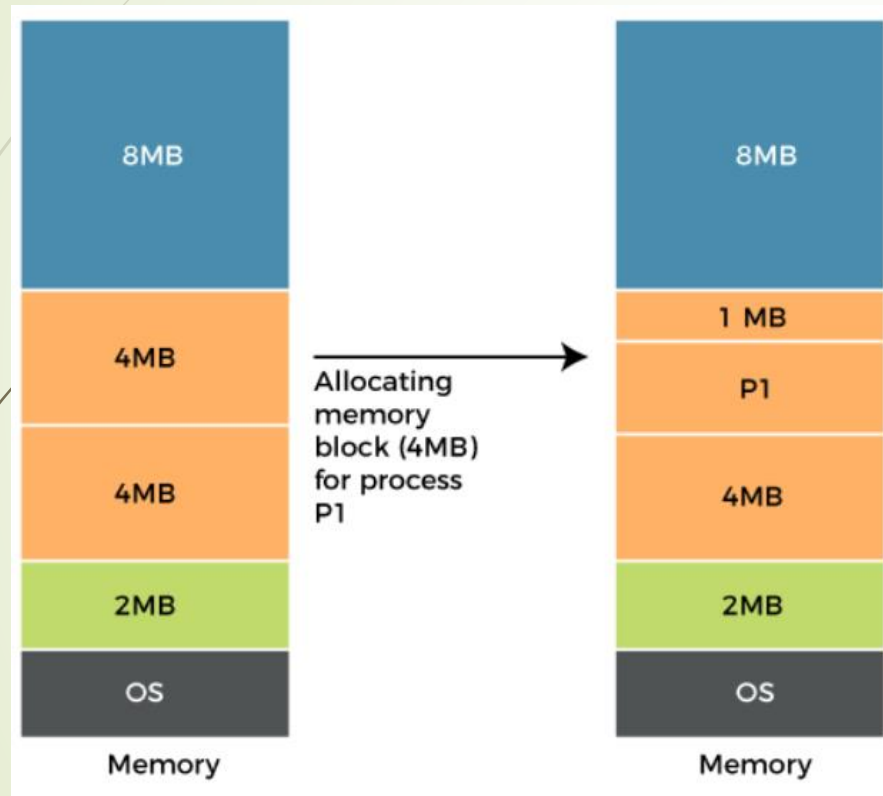 8MB
4MB
4MB
2MB
OS
Memory
Allocating
memory
block (4MB)
for process
P1
8MB
1 MB
P1
4MB
2MB
OS
Memory